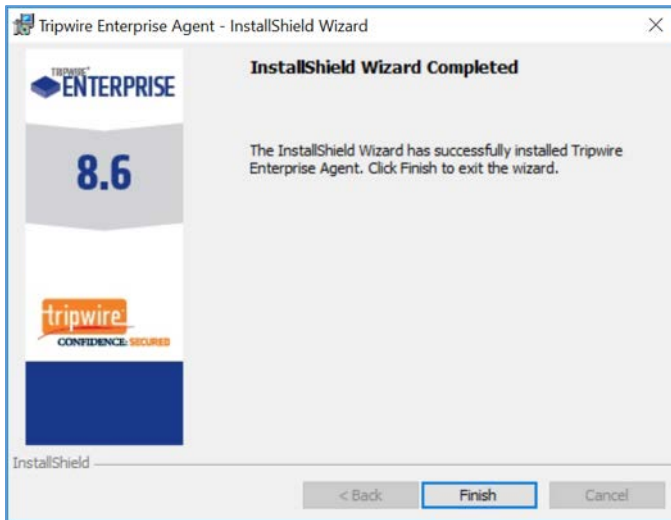 Tripwire Enterprise Agent - InstallShield Wizard
TRIPWIRE®
ENTERPRISE
8.6
tripwire
CONFIDENCE: SECURED
InstallShield Wizard Completed
The InstallShield Wizard has successfully installed Tripwire
Enterprise Agent. Click Finish to exit the wizard.
InstallShield
< Back
Finish
Cancel